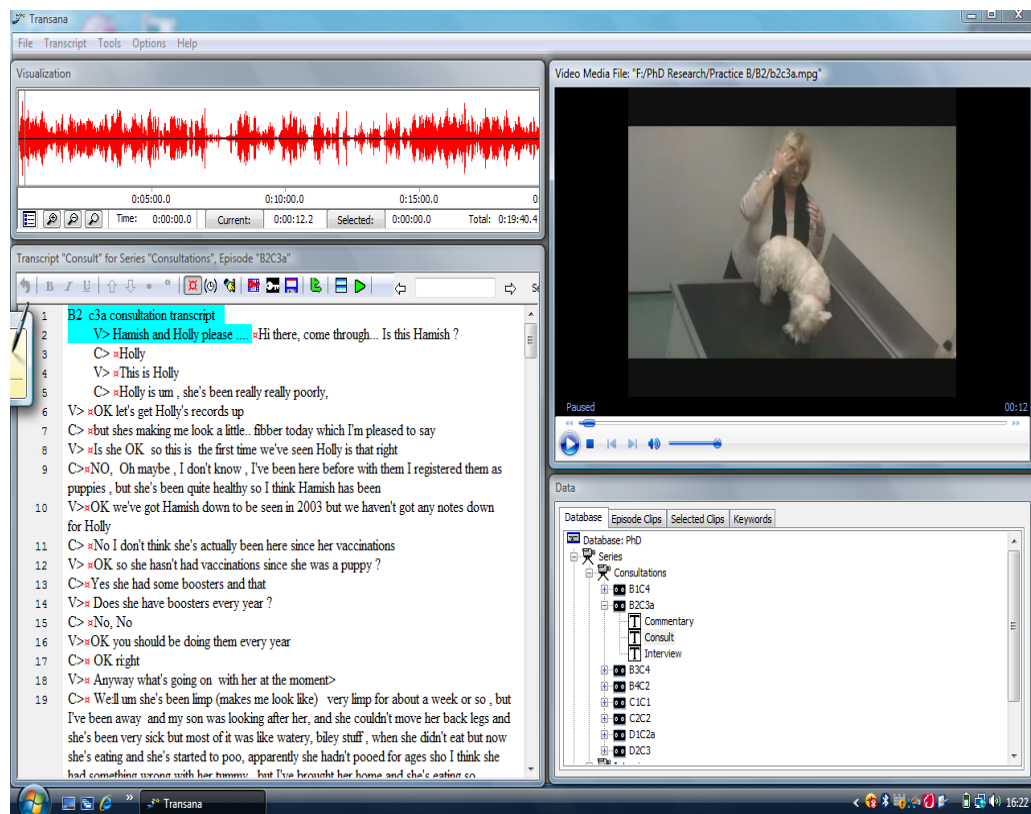 Transana
File Transcript Tools Options Help
Visualization
0:05:00.0 0:10:00.0 0:15:00.0 0
Time: 0:00:00.0 Current: 0:00:12.2 Selected: 0:00:00.0 Total: 0:19:40.4
Transcript "Consult" for Series "Consultations", Episode "B2C3a"
B I U
1 B2 c3a consultation transcript
2 V> Hamish and Holly please .... ¤Hi there, come through... Is this Hamish ?
3 C> ¤Holly
4 V> ¤This is Holly
5 C> ¤Holly is um , she's been really really poorly,
6 V> ¤OK let's get Holly's records up
7 C> ¤but shes making me look a little.. fibber today which I'm pleased to say
8 V> ¤Is she OK so this is the first time we've seen Holly is that right
9 C>¤NO, Oh maybe , I don't know , I've been here before with them I registered them as
puppies , but she's been quite healthy so I think Hamish has been
10 V>¤OK we've got Hamish down to be seen in 2003 but we haven't got any notes down
for Holly
11 C> ¤No I don't think she's actually been here since her vaccinations
12 V> ¤OK so she hasn't had vaccinations since she was a puppy ?
13 C>¤Yes she had some boosters and that
14 V>¤ Does she have boosters every year ?
15 C> ¤No, No
16 V>¤OK you should be doing them every year
17 C>¤ OK right
18 V>¤ Anyway what's going on with her at the moment>
19 C>¤ We:ll um she's been limp (makes me look like) very limp for about a week or so , but
I've been away and my son was looking after her, and she couldn't move her back legs and
she's been very sick but most of it was like watery, biley stuff , when she didn't eat but now
she's eating and she's started to poo, apparently she hadn't pooed for ages sho I think she
had something wrong with her tummy but I've brought her home and she's eating so
Video Media File: "F:/PhD Research/Practice B/B2/b2c3a.mpg"
Paused 00:12
Data
Database Episode Clips Selected Clips Keywords
Database: PhD
Series
Consultations
B1C4
B2C3a
Commentary
Consult
Interview
B3C4
B4C2
C1C1
C2C2
D1C2a
D2C3
Transana
16:22